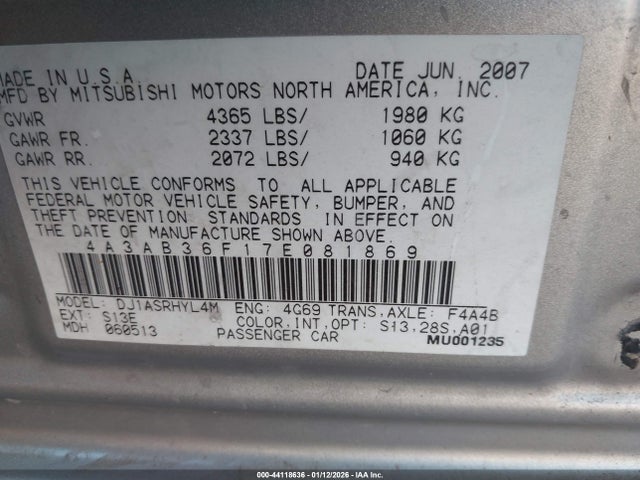 MADE IN U.S.A. DATE JUN. 2007
MFD BY MITSUBISHI MOTORS NORTH AMERICA, INC.
GVWR 4365 LBS/ 1980 KG
GAWR FR. 2337 LBS/ 1060 KG
GAWR RR. 2072 LBS/ 940 KG
THIS VEHICLE CONFORMS TO ALL APPLICABLE
FEDERAL MOTOR VEHICLE SAFETY, BUMPER, AND
THEFT PREVENTION STANDARDS IN EFFECT ON
THE DATE OF MANUFACTURE SHOWN ABOVE.
4A3AB36F17E081869
MODEL: DJ1ASRHYL4M ENG: 4G69 TRANS,AXLE: F4A4B
EXT: S13E COLOR,INT,OPT: S13,28S,A01
MDH 060513 PASSENGER CAR MU001235
000-44118636 - 01/12/2026 - IAA Inc.